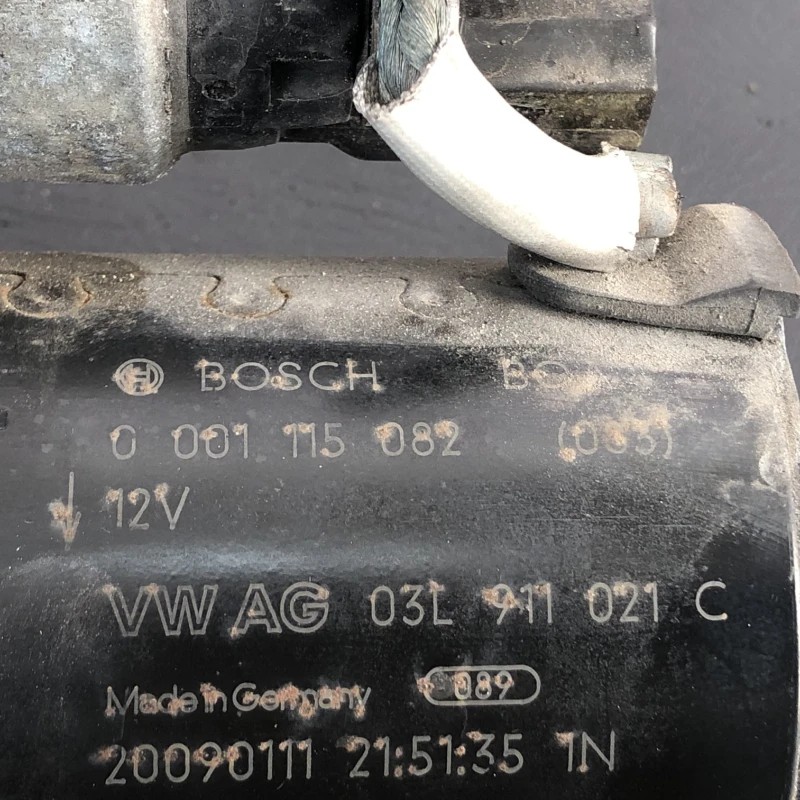 BOSCH
0 001 115 082 (083)
12V
VW AG 03L 911 021 C
Made in Germany 089
20090111 21:51:35 1N